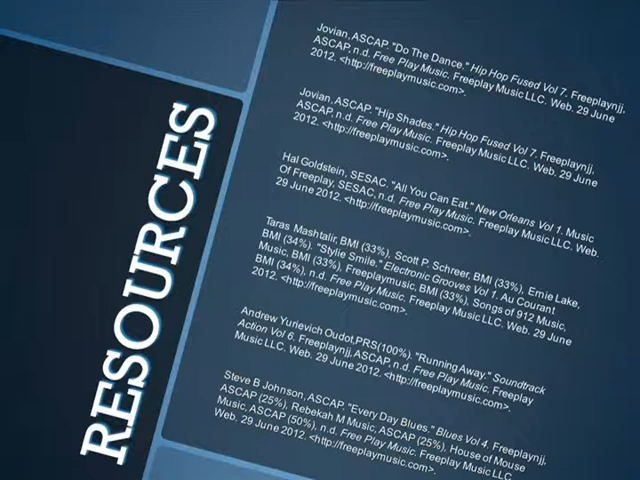 RESOURCES
Jovian, ASCAP. "Do The Dance." Hip Hop Fused Vol 7. Freeplaynjj,
ASCAP, n.d. Free Play Music. Freeplay Music LLC. Web. 29 June
2012. <http://freeplaymusic.com>.
Jovian, ASCAP. "Hip Shades." Hip Hop Fused Vol 7. Freeplaynjj,
ASCAP, n.d. Free Play Music. Freeplay Music LLC. Web. 29 June
2012. <http://freeplaymusic.com>.
Hal Goldstein, SESAC. "All You Can Eat." New Orleans Vol 1. Music
Of Freeplay, SESAC, n.d. Free Play Music. Freeplay Music LLC. Web.
29 June 2012. <http://freeplaymusic.com>.
Taras Mashtalir, BMI (33%), Scott P. Schreer, BMI (33%), Ernie Lake,
BMI (34%). "Stylie Smile." Electronic Grooves Vol 1. Au Courant
Music, BMI (33%), Freeplaymusic, BMI (33%), Songs of 912 Music,
BMI (34%), n.d. Free Play Music. Freeplay Music LLC. Web. 29 June
2012. <http://freeplaymusic.com>.
Andrew Yurievich Oudot,PRS(100%). "Running Away." Soundtrack
Action Vol 6. Freeplaynjj, ASCAP, n.d. Free Play Music. Freeplay
Music LLC. Web. 29 June 2012. <http://freeplaymusic.com>.
Steve B Johnson, ASCAP. "Every Day Blues." Blues Vol 4. Freeplaynjj,
ASCAP (25%), Rebekah M Music, ASCAP (25%), House of Mouse
Music, ASCAP (50%), n.d. Free Play Music. Freeplay Music LLC.
Web. 29 June 2012. <http://freeplaymusic.com>.